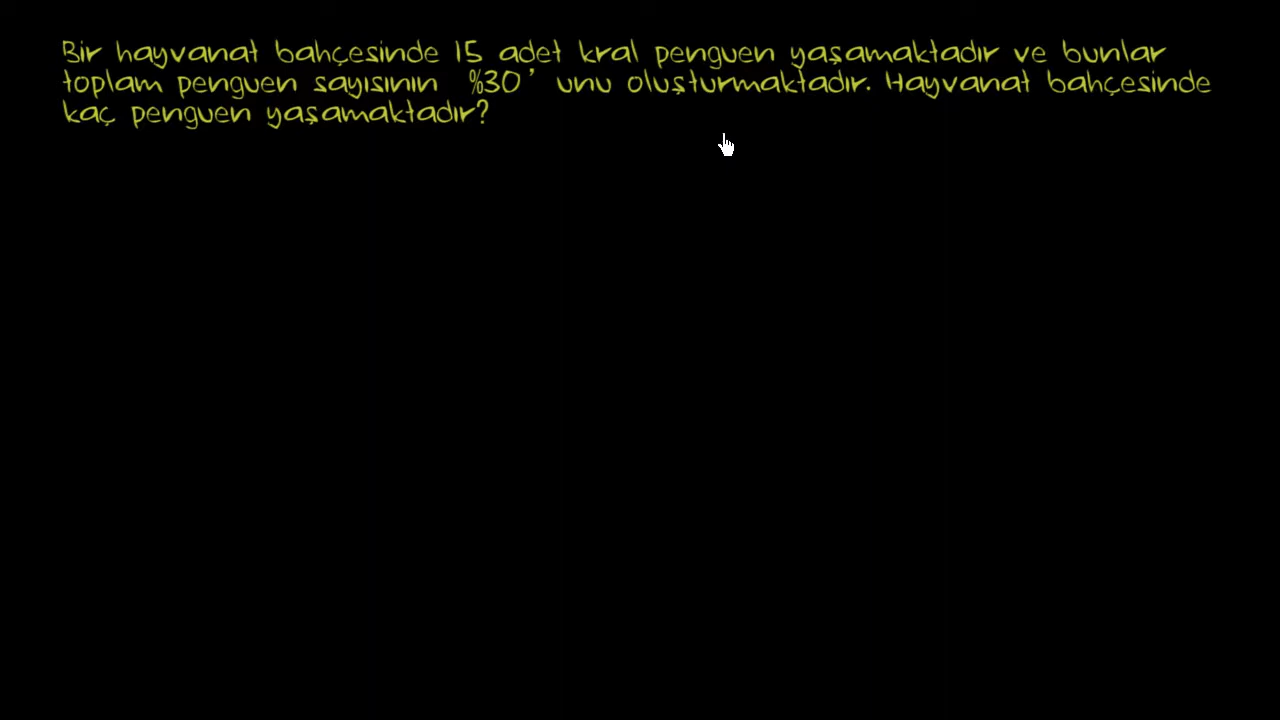 Bir hayvanat bahçesinde 15 adet kral penguen yaşamaktadır ve bunlar
toplam penguen sayısının %30' unu oluşturmaktadır. Hayvanat bahçesinde
kaç penguen yaşamaktadır?